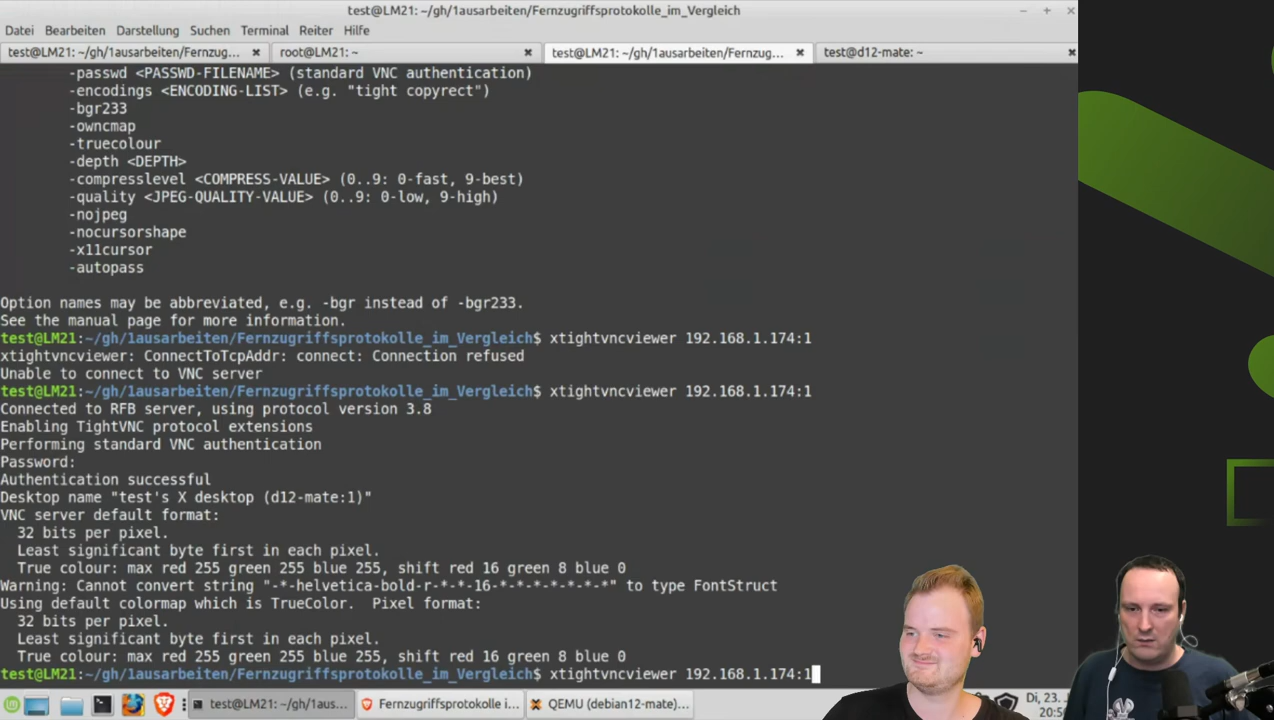 test@LM21: ~/gh/1ausarbeiten/Fernzugriffsprotokolle_im_Vergleich
Datei Bearbeiten Darstellung Suchen Terminal Reiter Hilfe
test@LM21: ~/gh/1ausarbeiten/Fernzug... root@LM21: ~ test@LM21: ~/gh/1ausarbeiten/Fernzug... test@d12-mate: ~
-passwd <PASSWD-FILENAME> (standard VNC authentication)
-encodings <ENCODING-LIST> (e.g. "tight copyrect")
-bgr233
-owncmap
-truecolour
-depth <DEPTH>
-compresslevel <COMPRESS-VALUE> (0..9: 0-fast, 9-best)
-quality <JPEG-QUALITY-VALUE> (0..9: 0-low, 9-high)
-nojpeg
-nocursorshape
-x11cursor
-autopass
Option names may be abbreviated, e.g. -bgr instead of -bgr233.
See the manual page for more information.
test@LM21:~/gh/1ausarbeiten/Fernzugriffsprotokolle_im_Vergleich$ xtightvncviewer 192.168.1.174:1
xtightvncviewer: ConnectToTcpAddr: connect: Connection refused
Unable to connect to VNC server
test@LM21:~/gh/1ausarbeiten/Fernzugriffsprotokolle_im_Vergleich$ xtightvncviewer 192.168.1.174:1
Connected to RFB server, using protocol version 3.8
Enabling TightVNC protocol extensions
Performing standard VNC authentication
Password:
Authentication successful
Desktop name "test's X desktop (d12-mate:1)"
VNC server default format:
32 bits per pixel.
Least significant byte first in each pixel.
True colour: max red 255 green 255 blue 255, shift red 16 green 8 blue 0
Warning: Cannot convert string "-*-helvetica-bold-r-*-*-16-*-*-*-*-*-*-*" to type FontStruct
Using default colormap which is TrueColor. Pixel format:
32 bits per pixel.
Least significant byte first in each pixel.
True colour: max red 255 green 255 blue 255, shift red 16 green 8 blue 0
test@LM21:~/gh/1ausarbeiten/Fernzugriffsprotokolle_im_Vergleich$ xtightvncviewer 192.168.1.174:1
test@LM21: ~/gh/1aus... Fernzugriffsprotokolle i... QEMU (debian12-mate)... Di, 23.